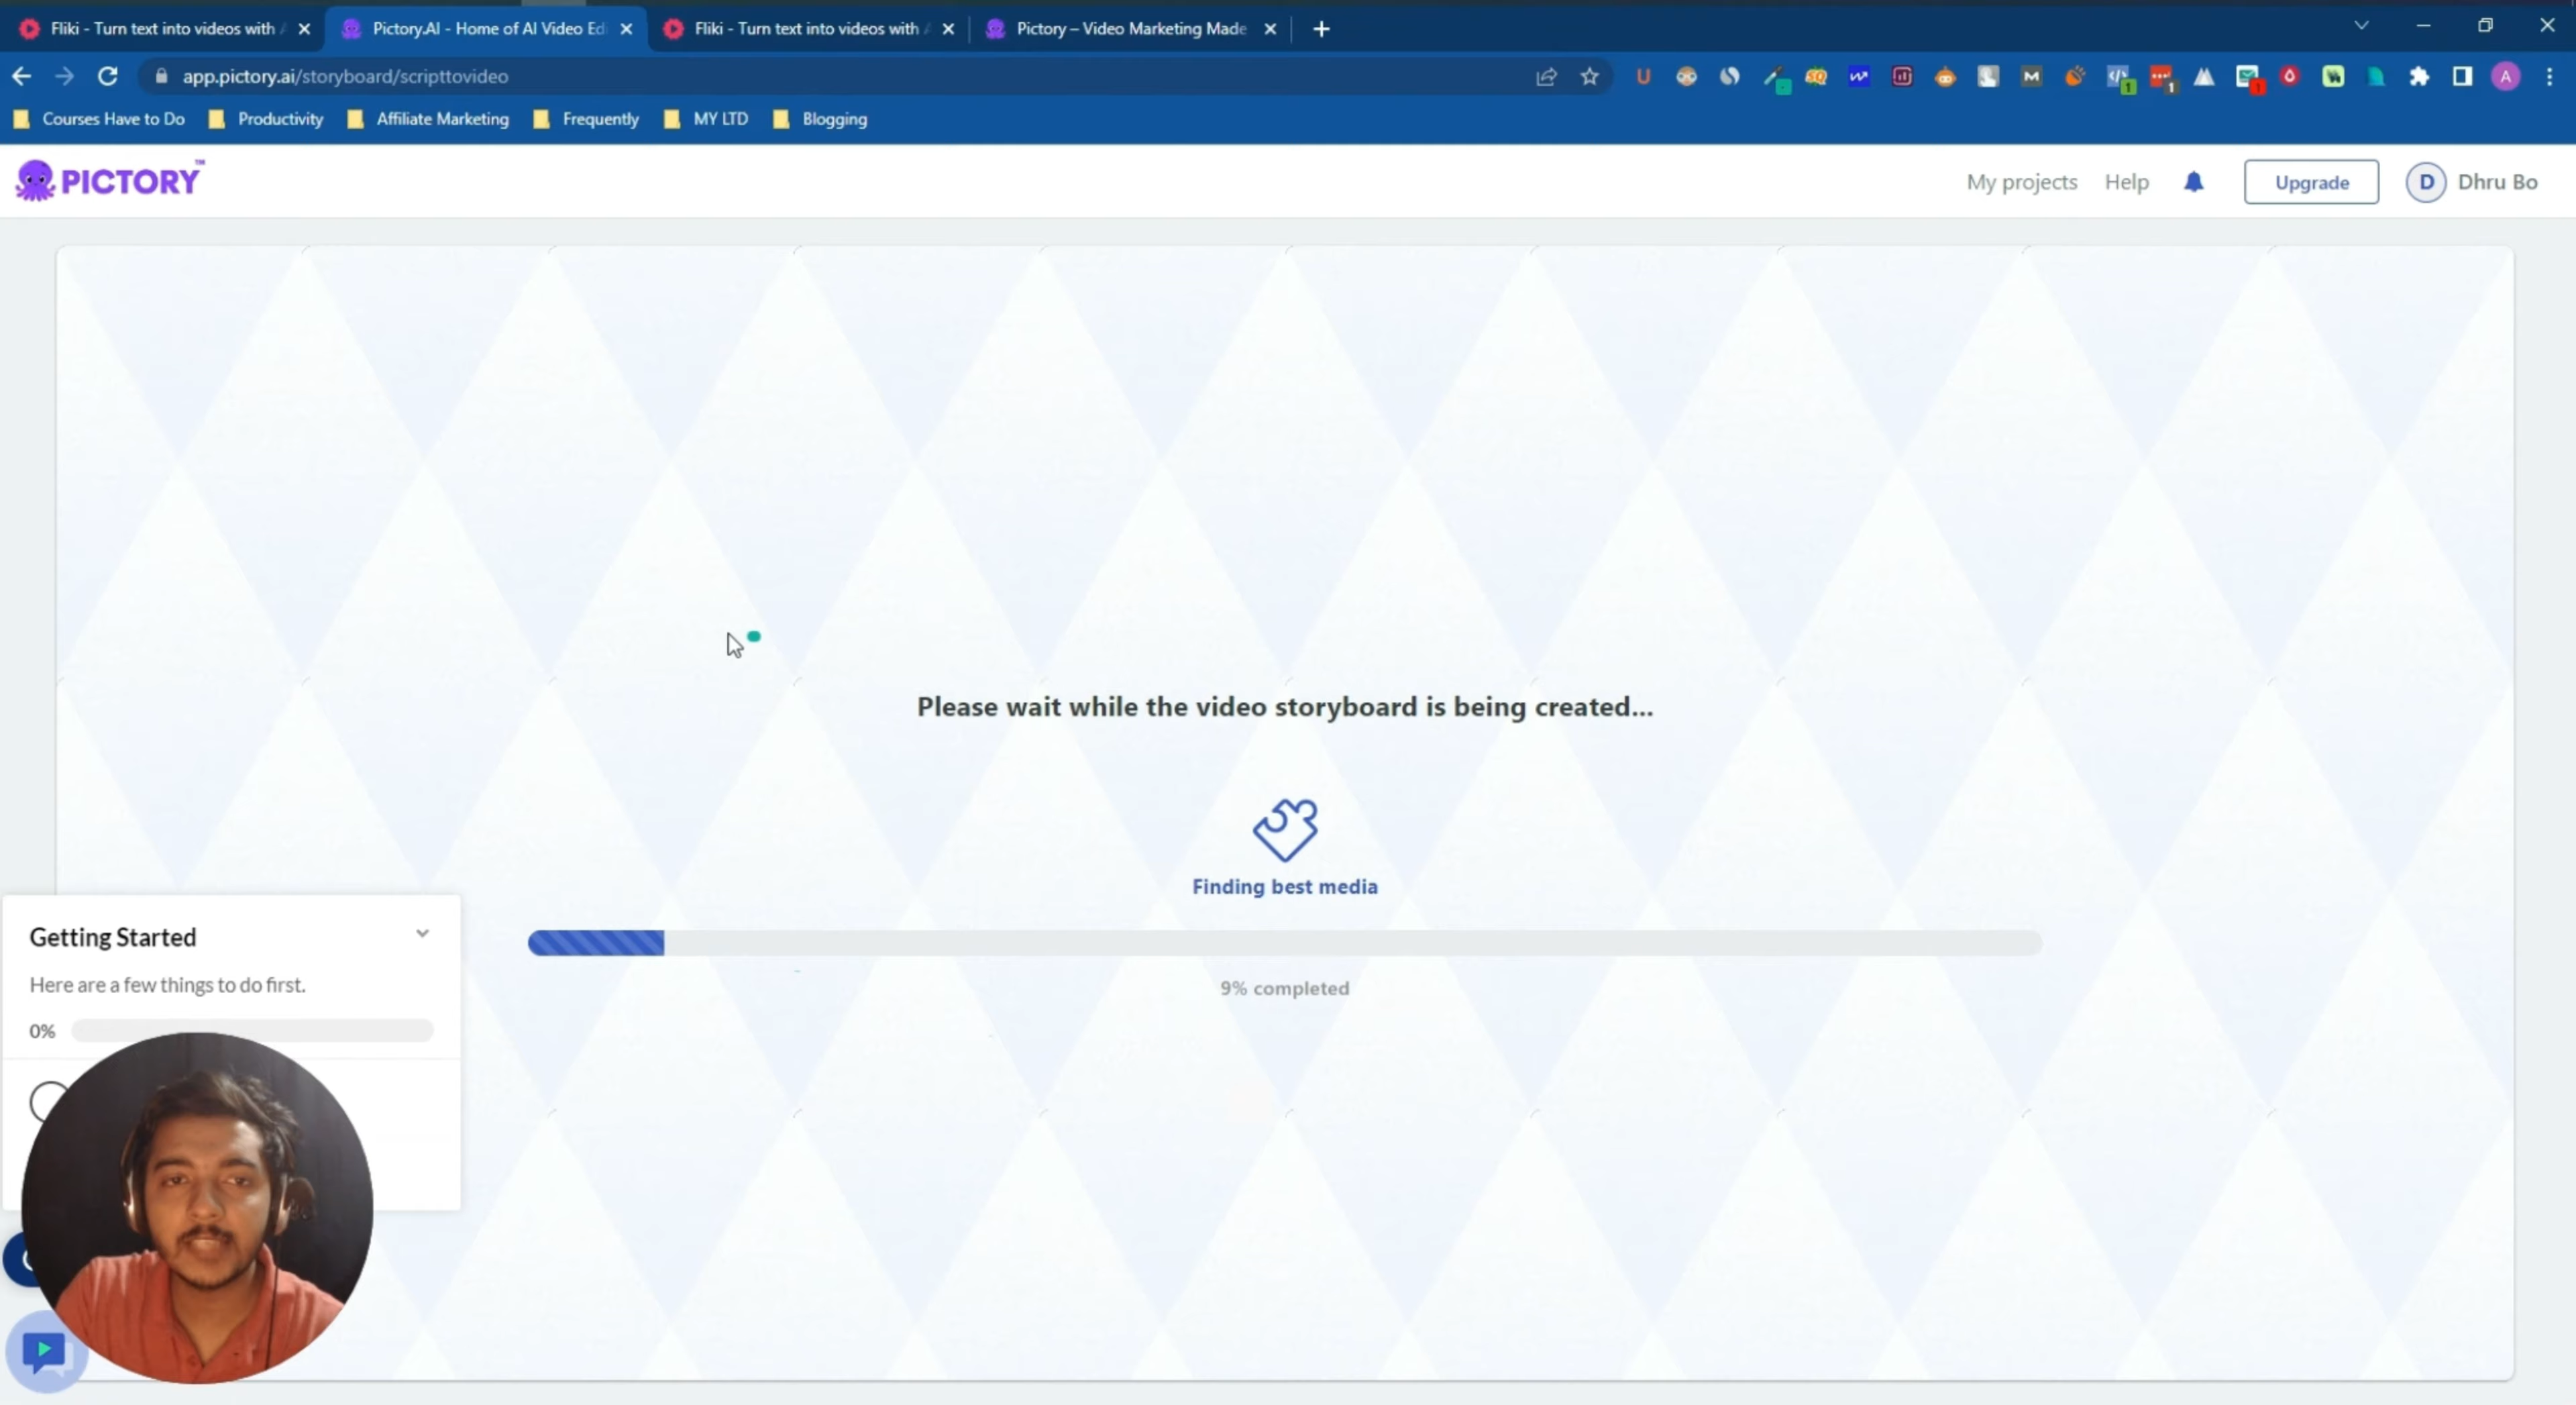 Fliki - Turn text into videos with A
Pictory.AI - Home of AI Video Edi
Fliki - Turn text into videos with A
Pictory – Video Marketing Made
app.pictory.ai/storyboard/scripttovideo
Courses Have to Do
Productivity
Affiliate Marketing
Frequently
MY LTD
Blogging
PICTORY™
My projects
Help
Upgrade
D
Dhru Bo
Please wait while the video storyboard is being created...
Finding best media
9% completed
Getting Started
Here are a few things to do first.
0%